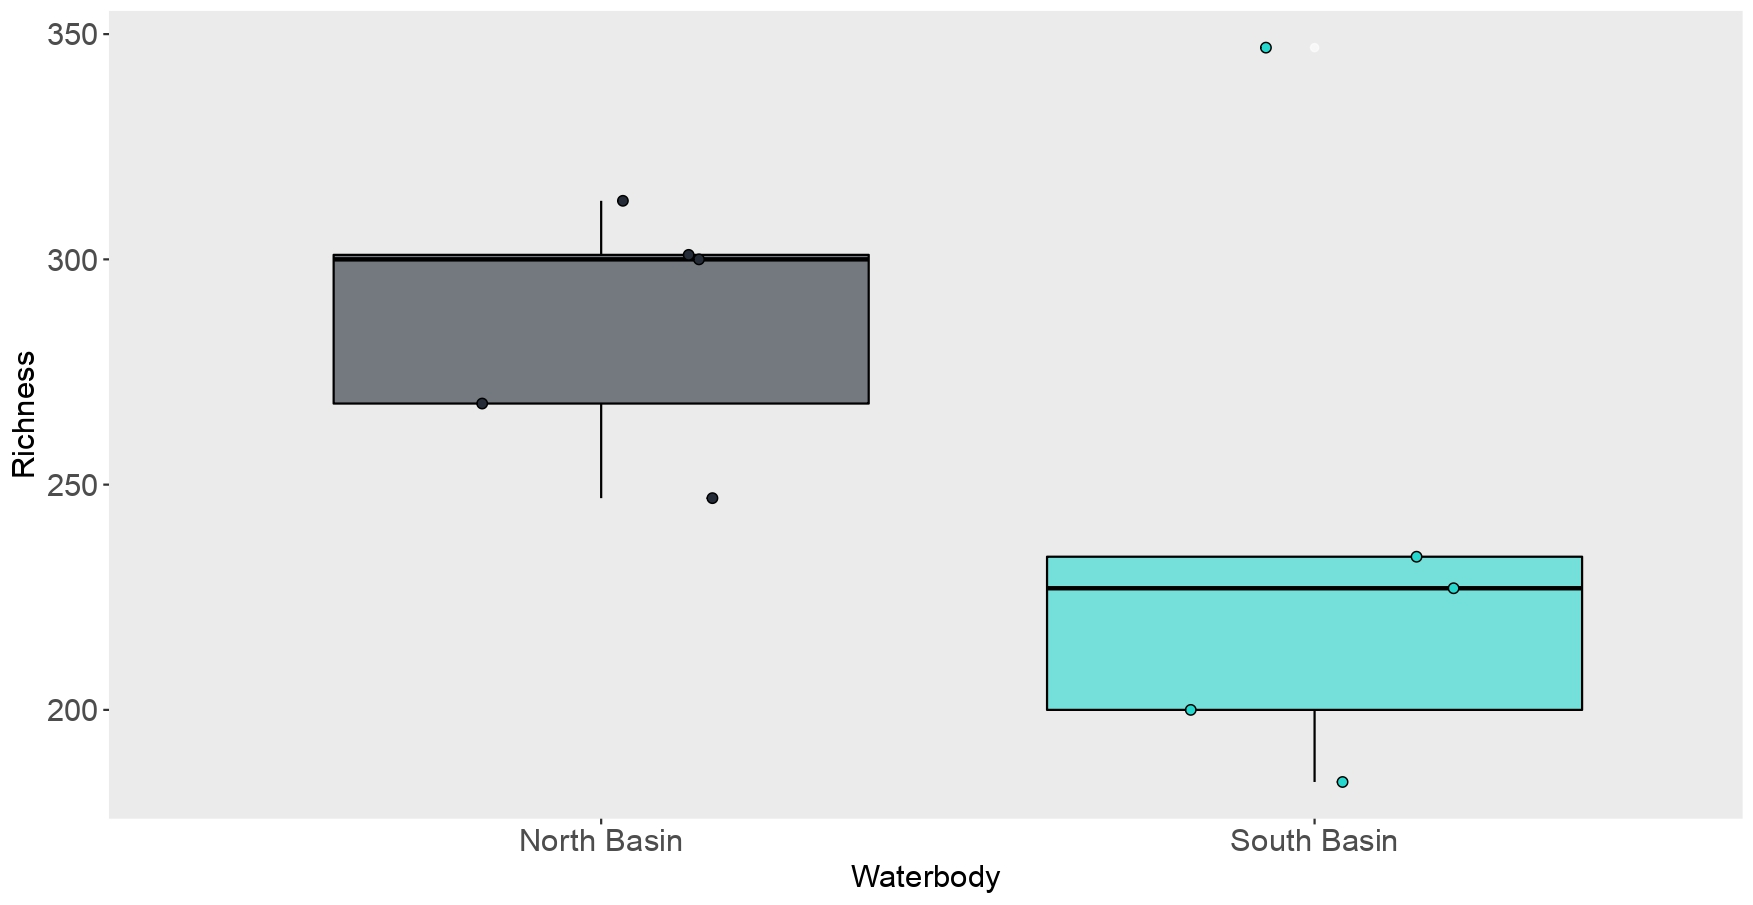 350
300
250
200
Richness
North Basin
South Basin
Waterbody